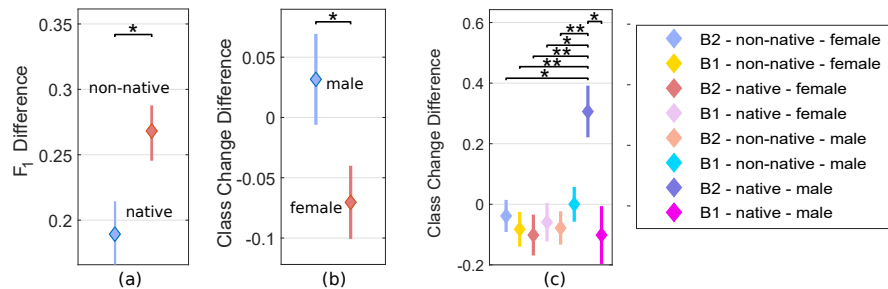 F1 Difference
0.35
0.3
0.25
0.2
*
non-native
native
(a)
Class Change Difference
0.05
0
-0.05
-0.1
*
male
female
(b)
Class Change Difference
0.6
0.4
0.2
0
-0.2
*
**
*
**
**
*
(c)
B2 - non-native - female
B1 - non-native - female
B2 - native - female
B1 - native - female
B2 - non-native - male
B1 - non-native - male
B2 - native - male
B1 - native - male